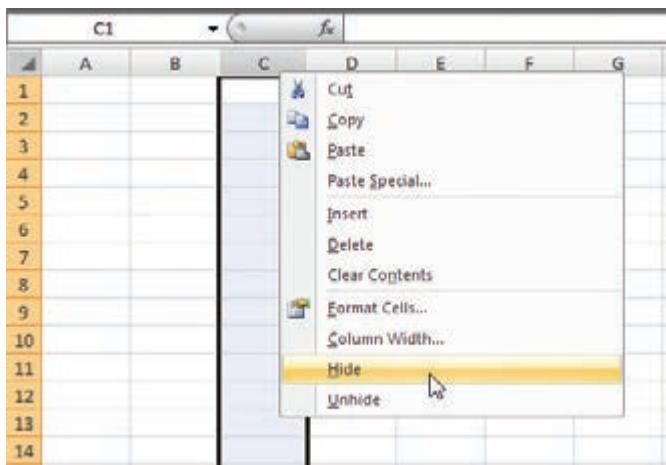 C1 fx
A B C D E F G
1 Cut
2 Copy
3 Paste
4 Paste Special...
5 Insert
6
7 Delete
8 Clear Contents
9 Format Cells...
10 Column Width...
11 Hide
12 Unhide
13
14